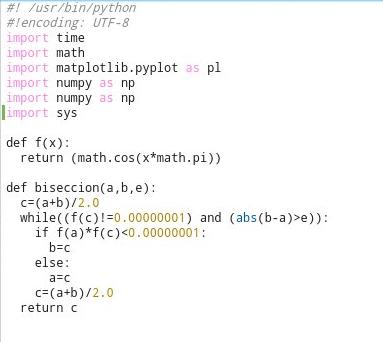 #! /usr/bin/python
#!encoding: UTF-8
import time
import math
import matplotlib.pyplot as pl
import numpy as np
import numpy as np
import sys
def f(x):
  return (math.cos(x*math.pi))
def biseccion(a,b,e):
  c=(a+b)/2.0
  while((f(c)!=0.00000001) and (abs(b-a)>e)):
    if f(a)*f(c)<0.00000001:
      b=c
    else:
      a=c
    c=(a+b)/2.0
  return c